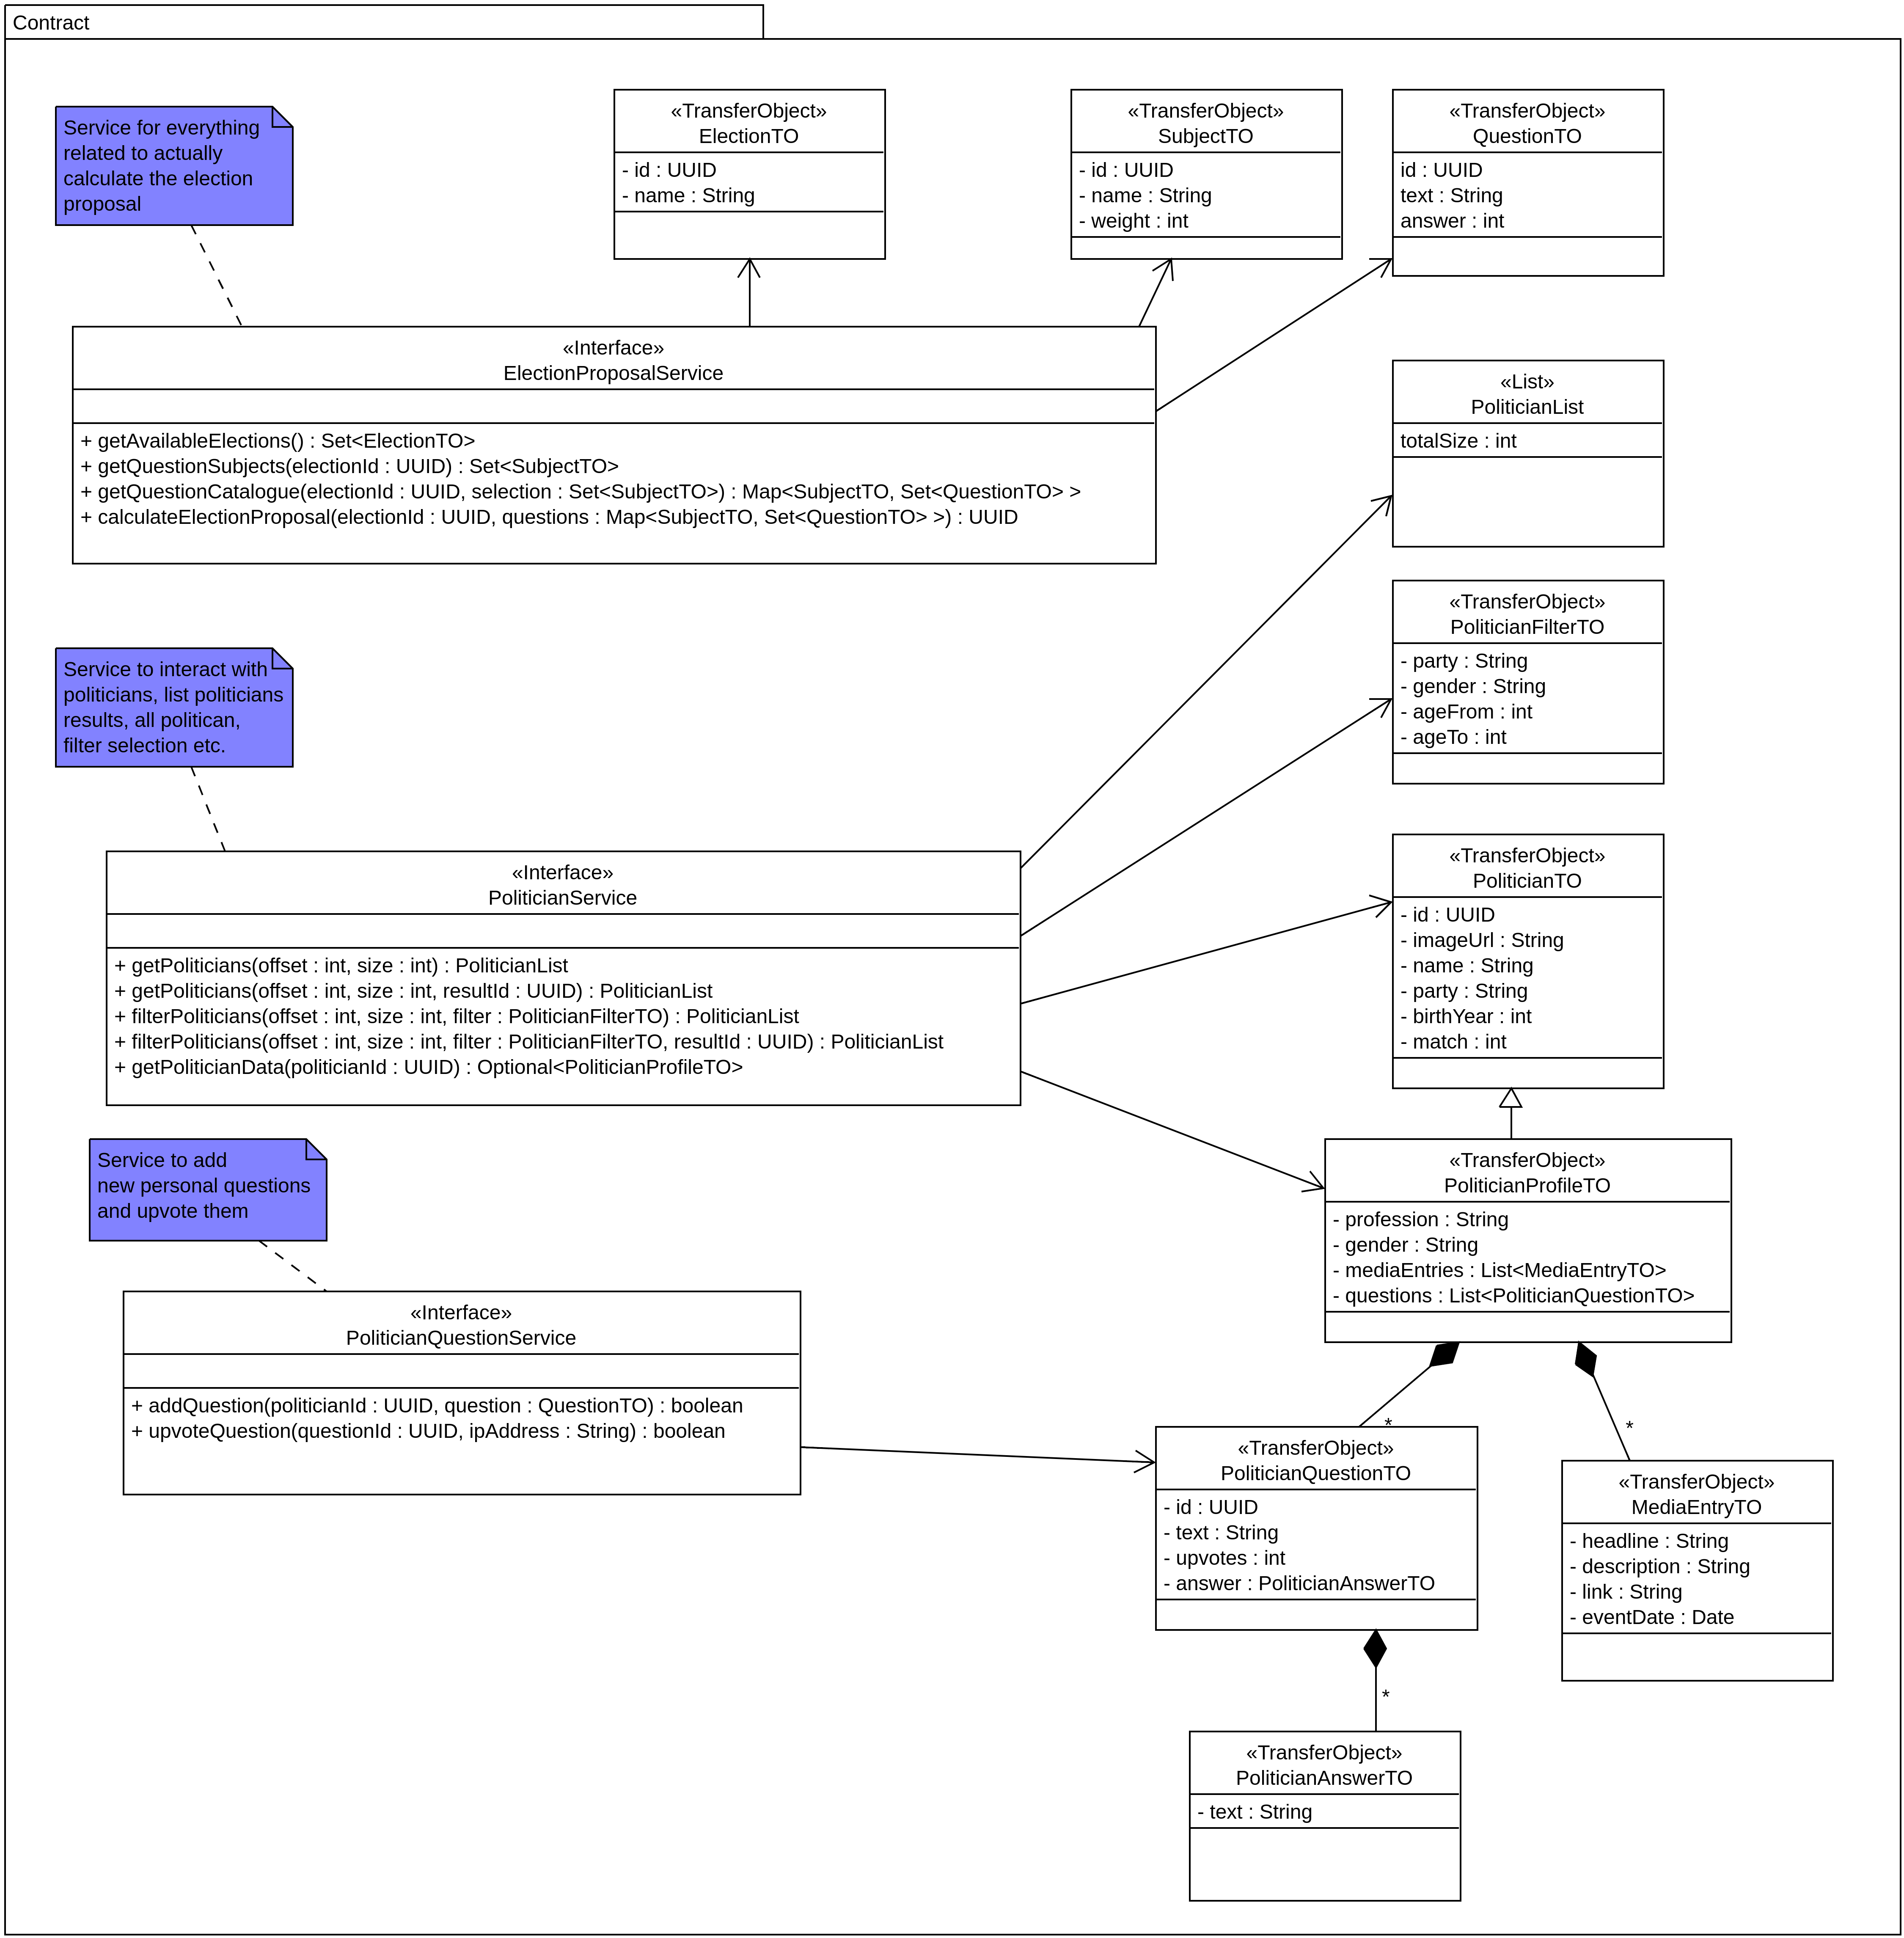 Contract
Service for everything
related to actually
calculate the election
proposal
«TransferObject»
ElectionTO
- id : UUID
- name : String
«TransferObject»
SubjectTO
- id : UUID
- name : String
- weight : int
«TransferObject»
QuestionTO
id : UUID
text : String
answer : int
«Interface»
ElectionProposalService
+ getAvailableElections() : Set<ElectionTO>
+ getQuestionSubjects(electionId : UUID) : Set<SubjectTO>
+ getQuestionCatalogue(electionId : UUID, selection : Set<SubjectTO>) : Map<SubjectTO, Set<QuestionTO> >
+ calculateElectionProposal(electionId : UUID, questions : Map<SubjectTO, Set<QuestionTO> >) : UUID
«List»
PoliticianList
totalSize : int
«TransferObject»
PoliticianFilterTO
- party : String
- gender : String
- ageFrom : int
- ageTo : int
Service to interact with
politicians, list politicians
results, all politican,
filter selection etc.
«Interface»
PoliticianService
+ getPoliticians(offset : int, size : int) : PoliticianList
+ getPoliticians(offset : int, size : int, resultId : UUID) : PoliticianList
+ filterPoliticians(offset : int, size : int, filter : PoliticianFilterTO) : PoliticianList
+ filterPoliticians(offset : int, size : int, filter : PoliticianFilterTO, resultId : UUID) : PoliticianList
+ getPoliticianData(politicianId : UUID) : Optional<PoliticianProfileTO>
«TransferObject»
PoliticianTO
- id : UUID
- imageUrl : String
- name : String
- party : String
- birthYear : int
- match : int
Service to add
new personal questions
and upvote them
«TransferObject»
PoliticianProfileTO
- profession : String
- gender : String
- mediaEntries : List<MediaEntryTO>
- questions : List<PoliticianQuestionTO>
«Interface»
PoliticianQuestionService
+ addQuestion(politicianId : UUID, question : QuestionTO) : boolean
+ upvoteQuestion(questionId : UUID, ipAddress : String) : boolean
*
*
«TransferObject»
PoliticianQuestionTO
- id : UUID
- text : String
- upvotes : int
- answer : PoliticianAnswerTO
«TransferObject»
MediaEntryTO
- headline : String
- description : String
- link : String
- eventDate : Date
*
«TransferObject»
PoliticianAnswerTO
- text : String